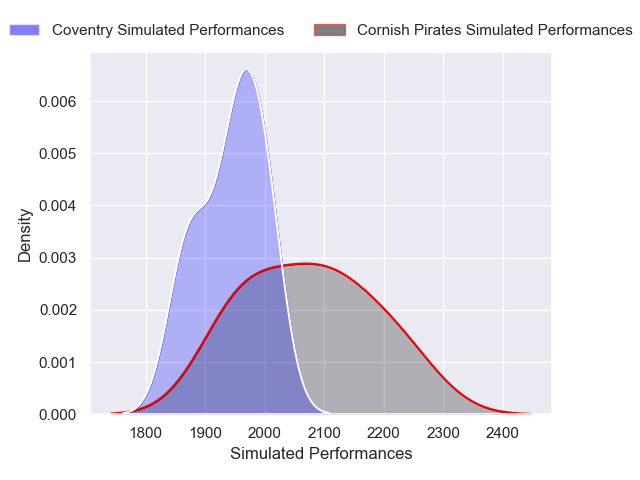 Coventry Simulated Performances Cornish Pirates Simulated Performances
0.006
0.005
0.004
0.003
0.002
0.001
0.000
Density
1800 1900 2000 2100 2200 2300 2400
Simulated Performances